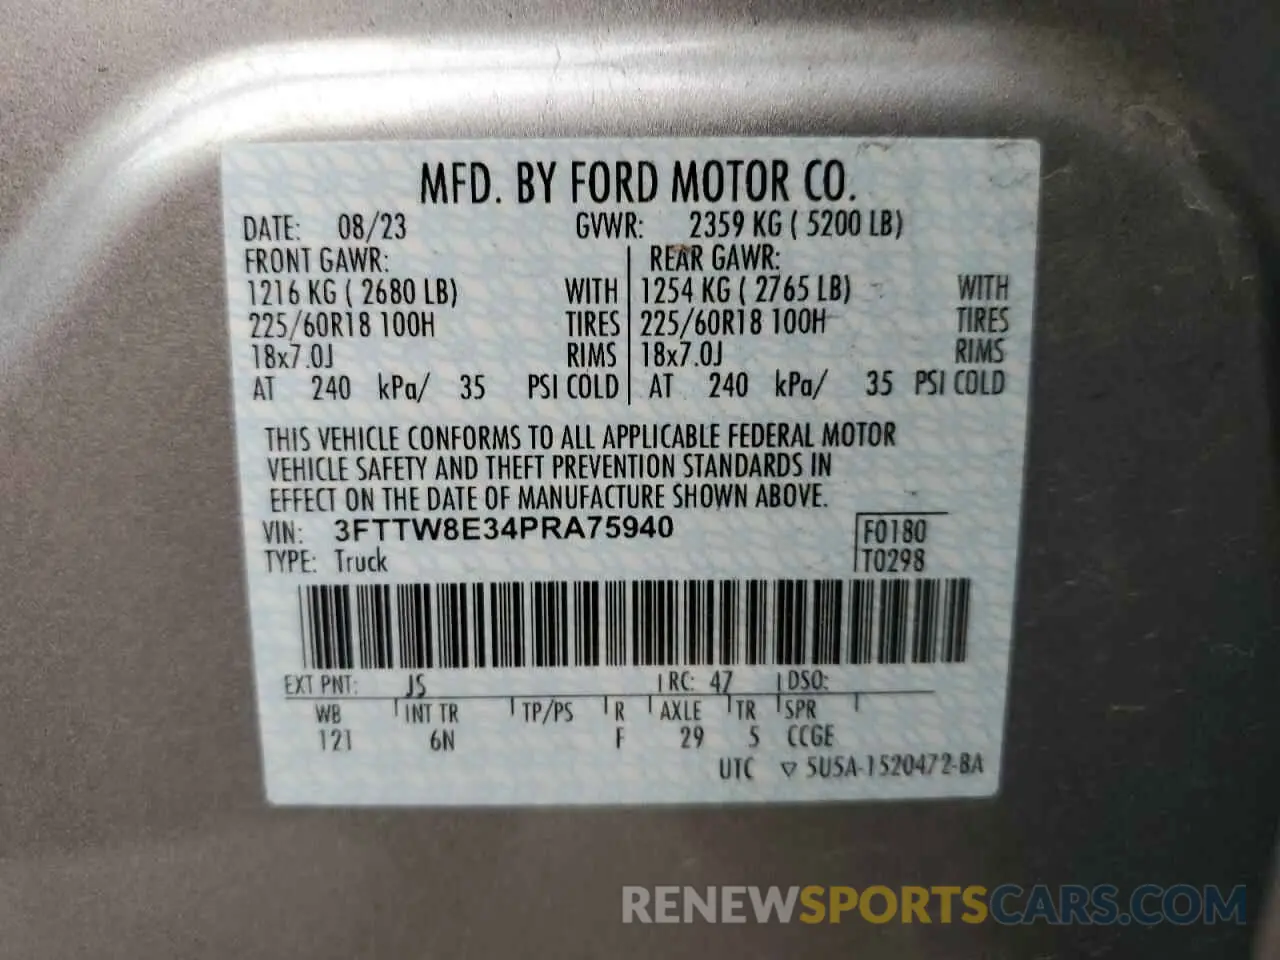 MFD. BY FORD MOTOR CO.
DATE: 08/23 GVWR: 2359 KG ( 5200 LB)
FRONT GAWR: REAR GAWR:
1216 KG ( 2680 LB) WITH 1254 KG ( 2765 LB) WITH
225/60R18 100H TIRES 225/60R18 100H TIRES
18x7.0J RIMS 18x7.0J RIMS
AT 240 kPa/ 35 PSI COLD AT 240 kPa/ 35 PSI COLD
THIS VEHICLE CONFORMS TO ALL APPLICABLE FEDERAL MOTOR
VEHICLE SAFETY AND THEFT PREVENTION STANDARDS IN
EFFECT ON THE DATE OF MANUFACTURE SHOWN ABOVE.
VIN: 3FTTW8E34PRA75940 F0180
TYPE: Truck T0298
EXT PNT: JS RC: 47 DSO:
WB INT TR TP/PS R AXLE TR SPR
121 6N F 29 5 CCGE
UTC ▽ 5U5A-1520472-BA
RENEWSPORTSCARS.COM